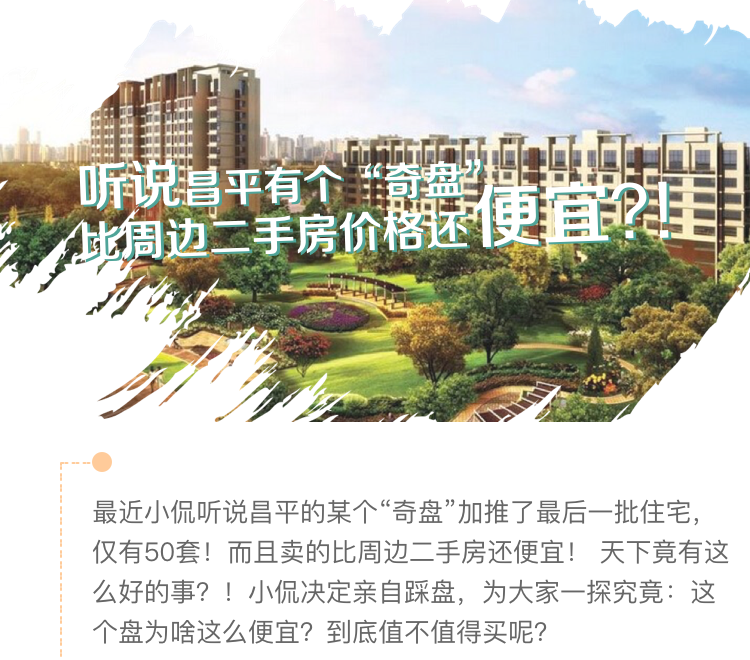 听说昌平有个“奇盘”
比周边二手房价格还便宜?!
最近小侃听说昌平的某个“奇盘”加推了最后一批住宅，
仅有50套！而且卖的比周边二手房还便宜！ 天下竟有这
么好的事？！小侃决定亲自踩盘，为大家一探究竟：这
个盘为啥这么便宜？到底值不值得买呢？